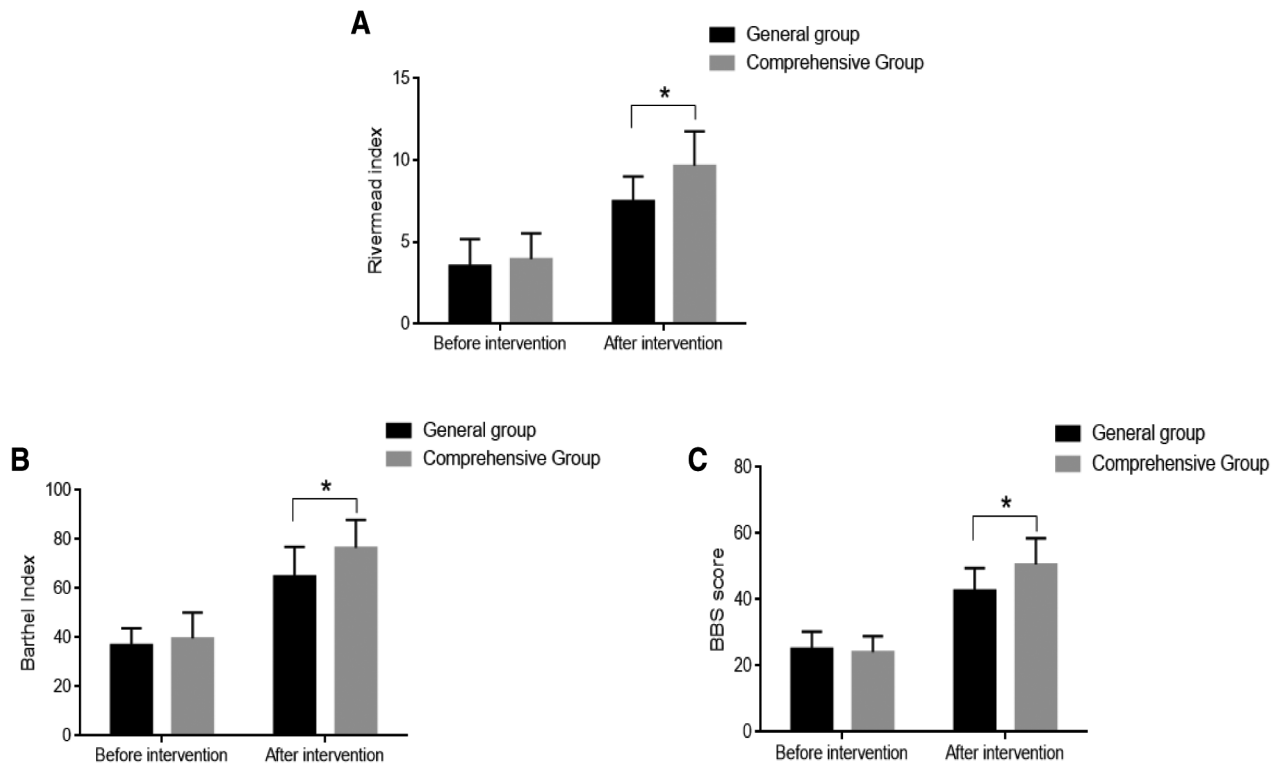 A
General group
Comprehensive Group
15
10
5
0
Rivermead index
*
Before intervention
After intervention
B
General group
Comprehensive Group
100
80
60
40
20
0
Barthel Index
*
Before intervention
After intervention
C
General group
Comprehensive Group
80
60
40
20
0
BBS score
*
Before intervention
After intervention